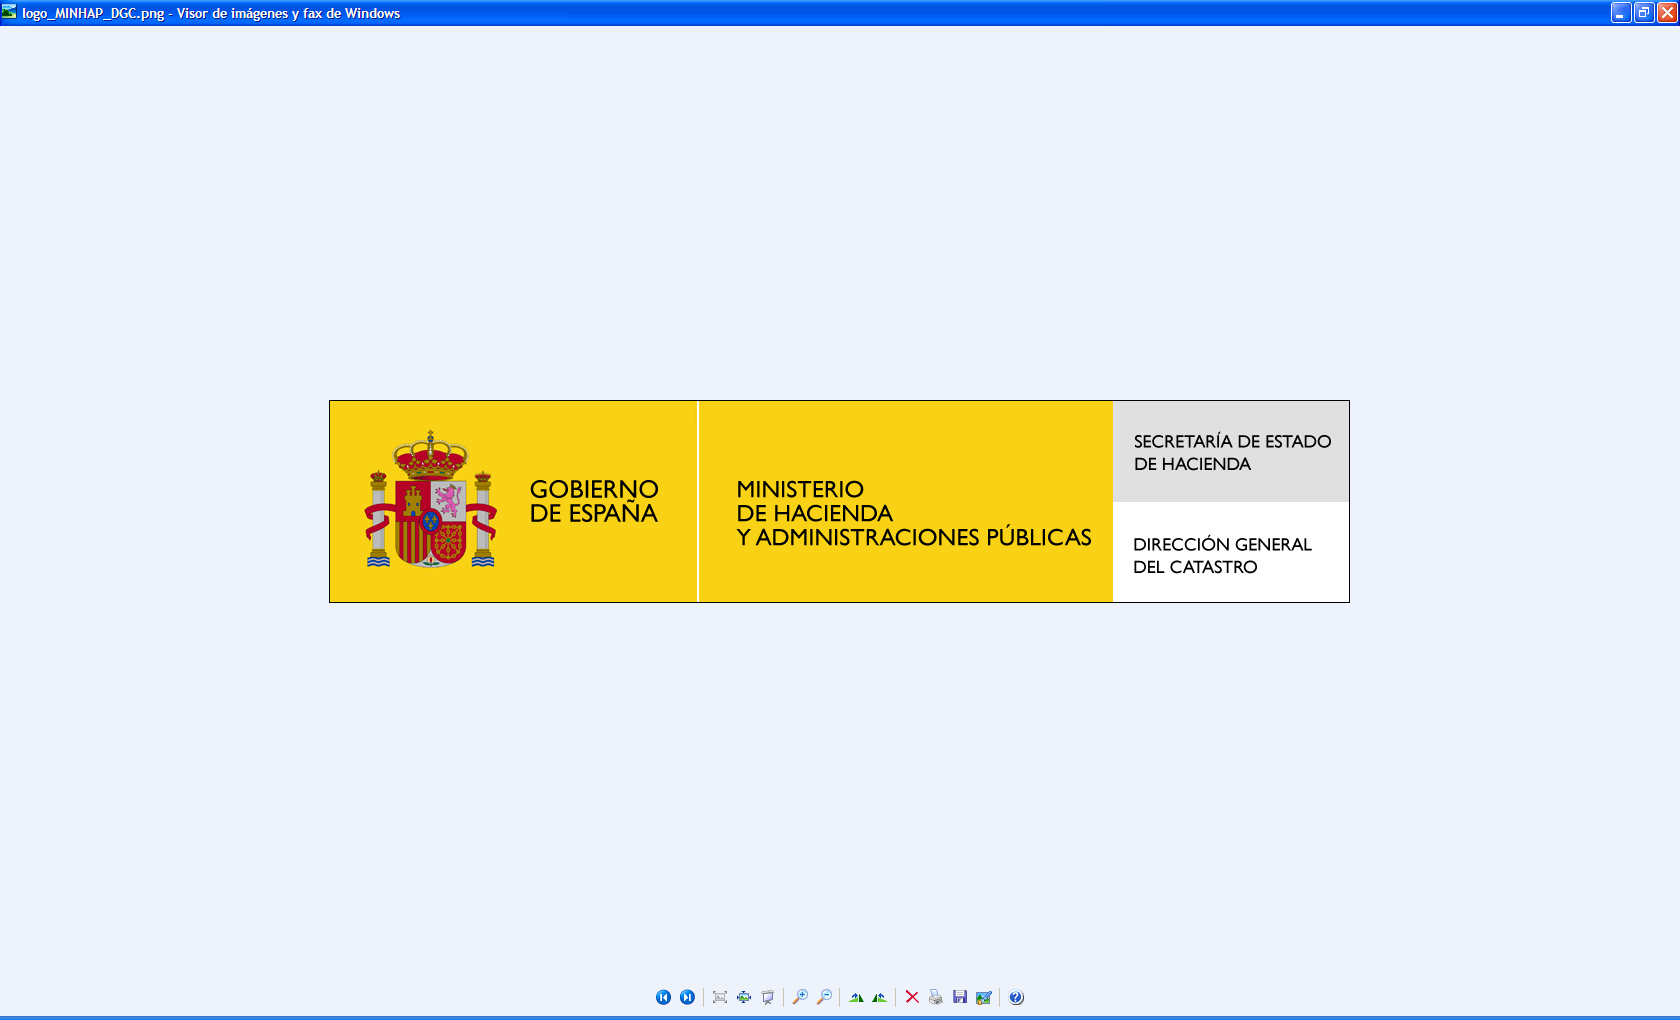 logo_MINHAP_DGC.png - Visor de imágenes y fax de Windows
GOBIERNO
DE ESPAÑA
MINISTERIO
DE HACIENDA
Y ADMINISTRACIONES PÚBLICAS
SECRETARÍA DE ESTADO
DE HACIENDA
DIRECCIÓN GENERAL
DEL CATASTRO